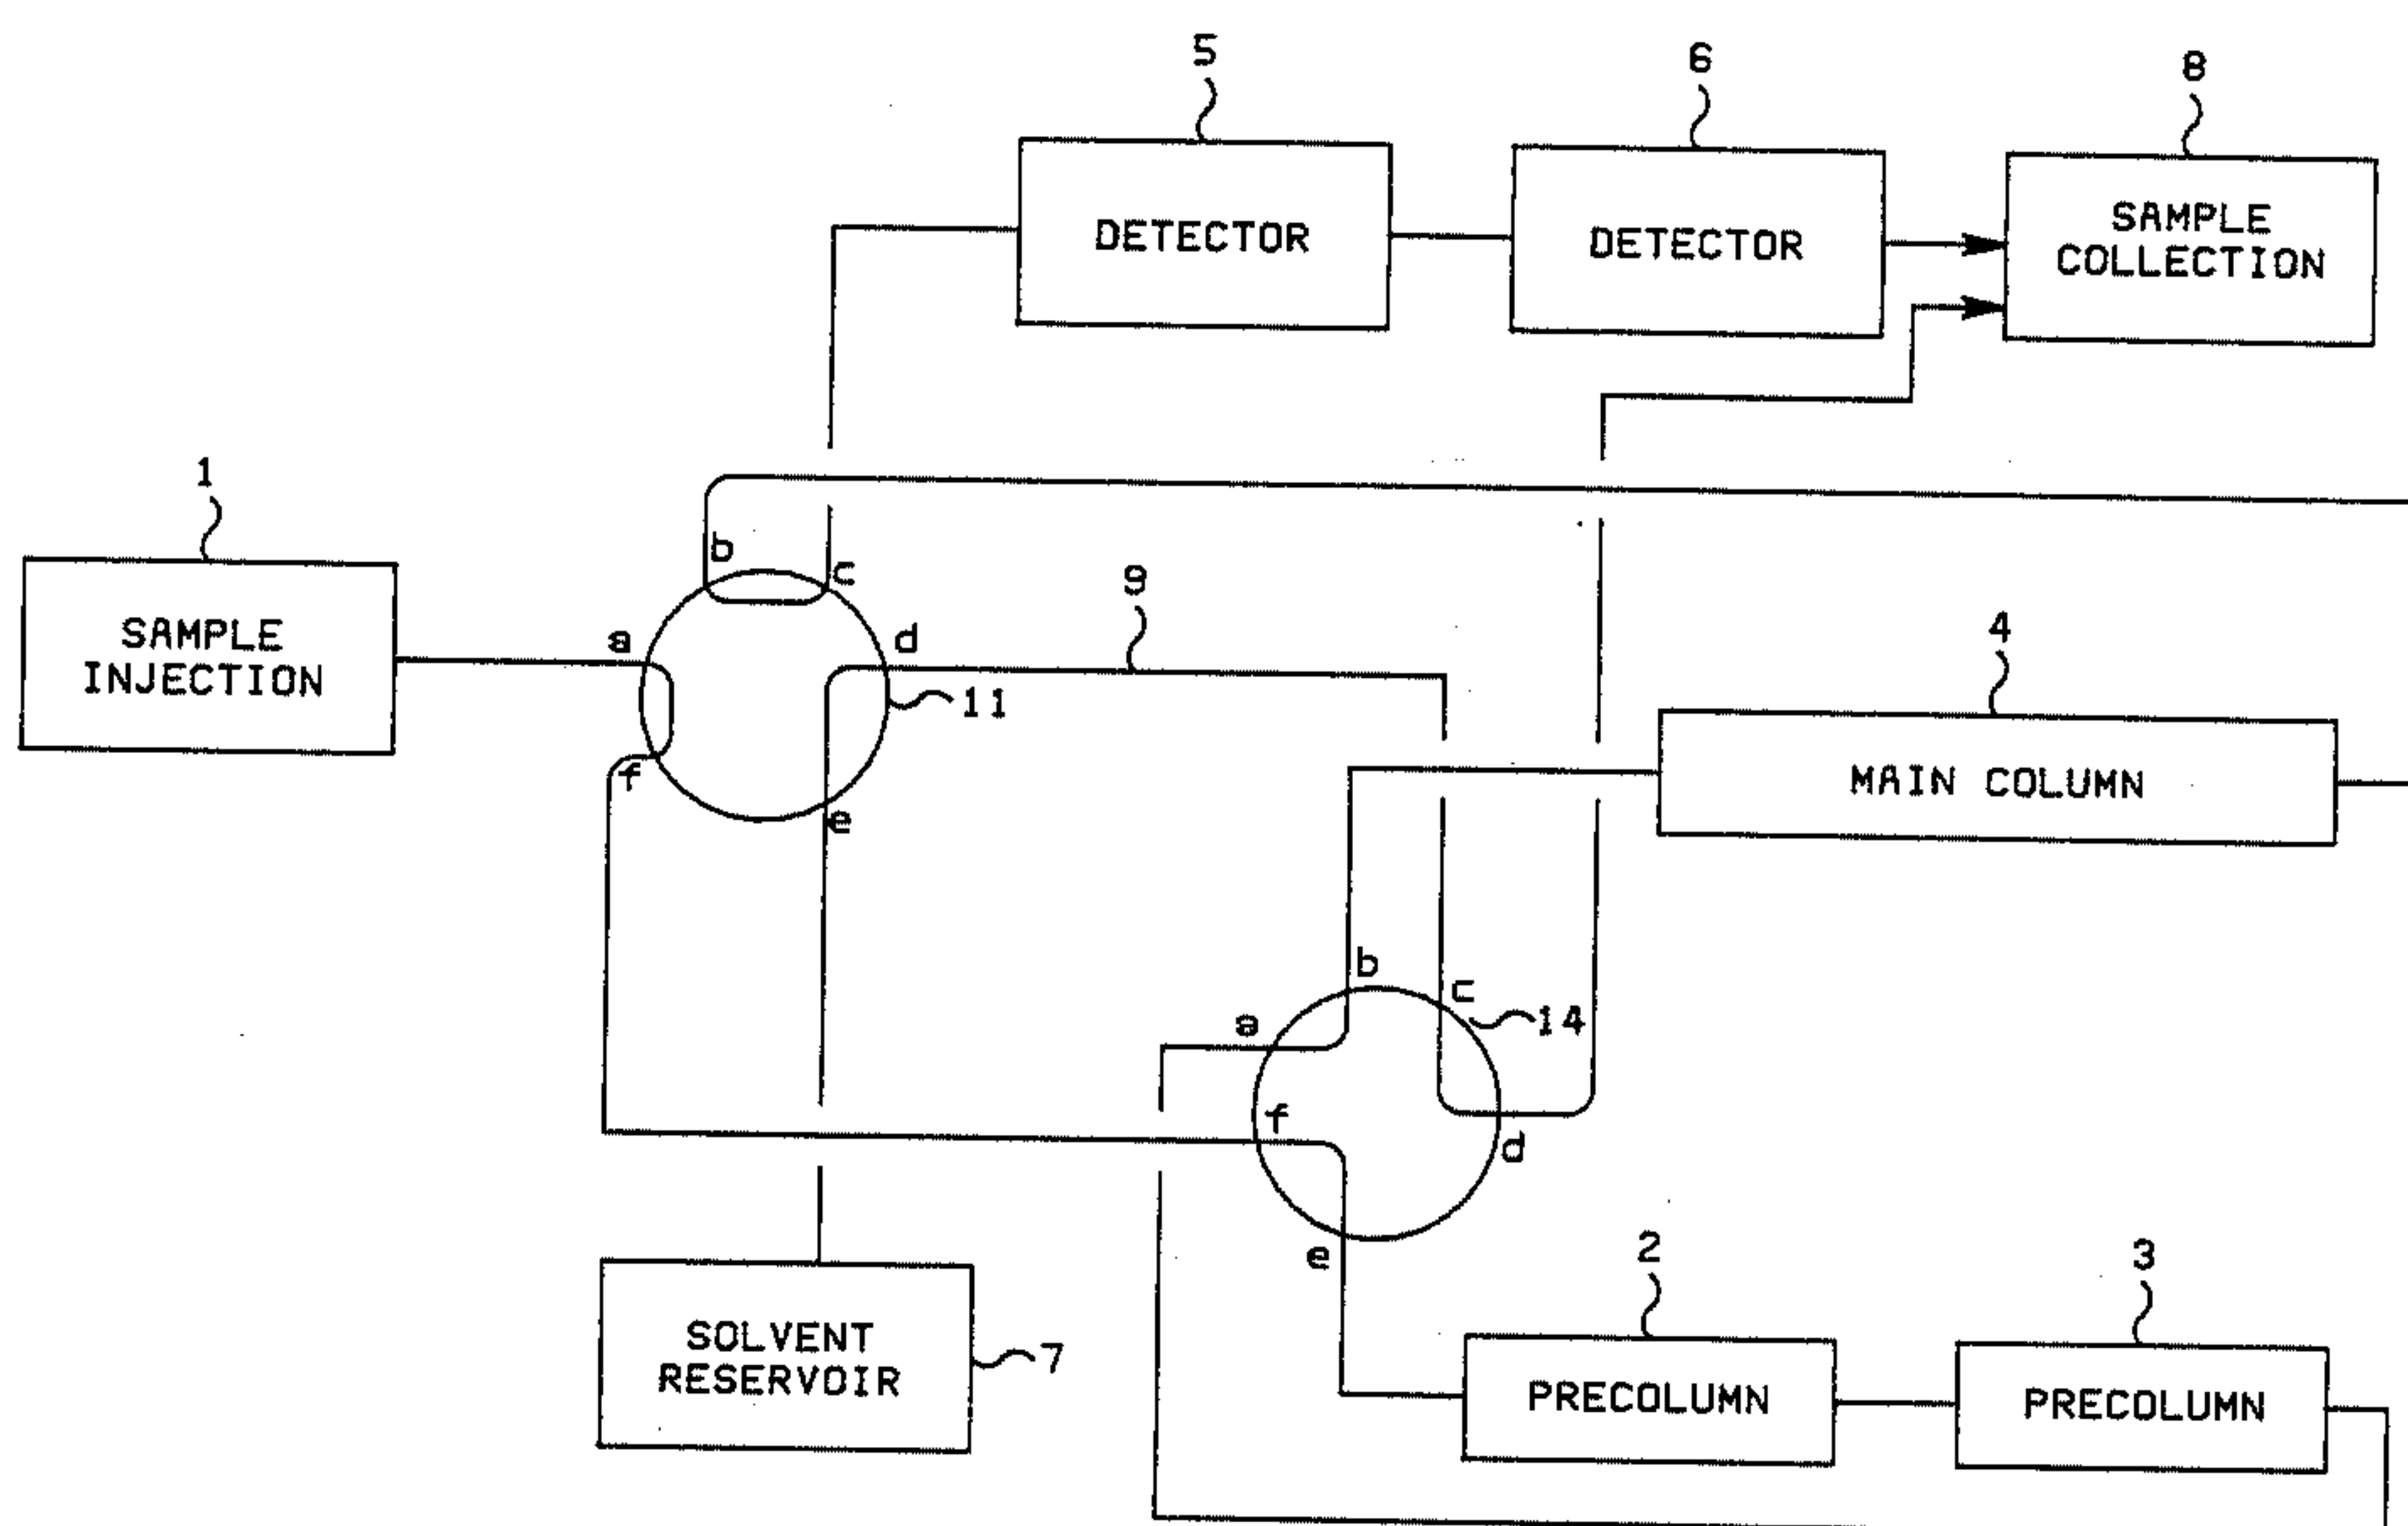 5
6
8
DETECTOR
DETECTOR
SAMPLE
COLLECTION
1
SAMPLE
INJECTION
b
c
a
d
9
11
f
e
4
MAIN COLUMN
b
c
a
14
f
d
e
SOLVENT
RESERVOIR
7
2
3
PRECOLUMN
PRECOLUMN